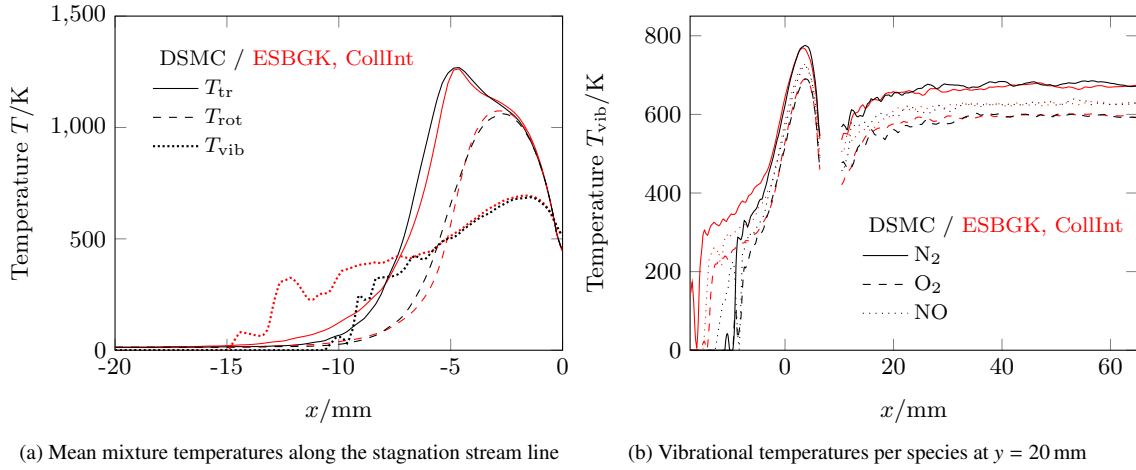 1,500
1,000
500
0
Temperature T/K
DSMC / ESBGK, CollInt
T_tr
T_rot
T_vib
-20 -15 -10 -5 0
x/mm
(a) Mean mixture temperatures along the stagnation stream line
800
600
400
200
0
Temperature T_vib/K
DSMC / ESBGK, CollInt
N₂
O₂
NO
0 20 40 60
x/mm
(b) Vibrational temperatures per species at y = 20 mm